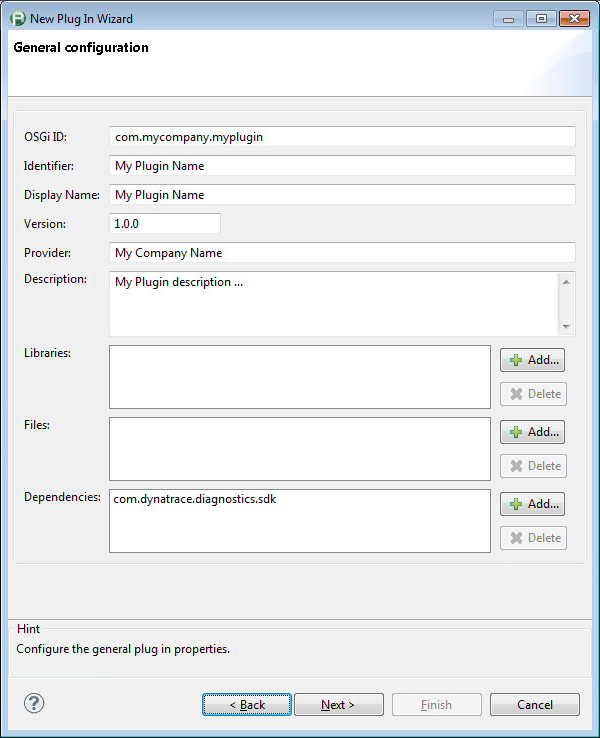 New Plug In Wizard
General configuration
OSGi ID: com.mycompany.myplugin
Identifier: My Plugin Name
Display Name: My Plugin Name
Version: 1.0.0
Provider: My Company Name
Description: My Plugin description ...
Libraries:
Add...
Delete
Files:
Add...
Delete
Dependencies: com.dynatrace.diagnostics.sdk
Add...
Delete
Hint
Configure the general plug in properties.
? < Back Next > Finish Cancel